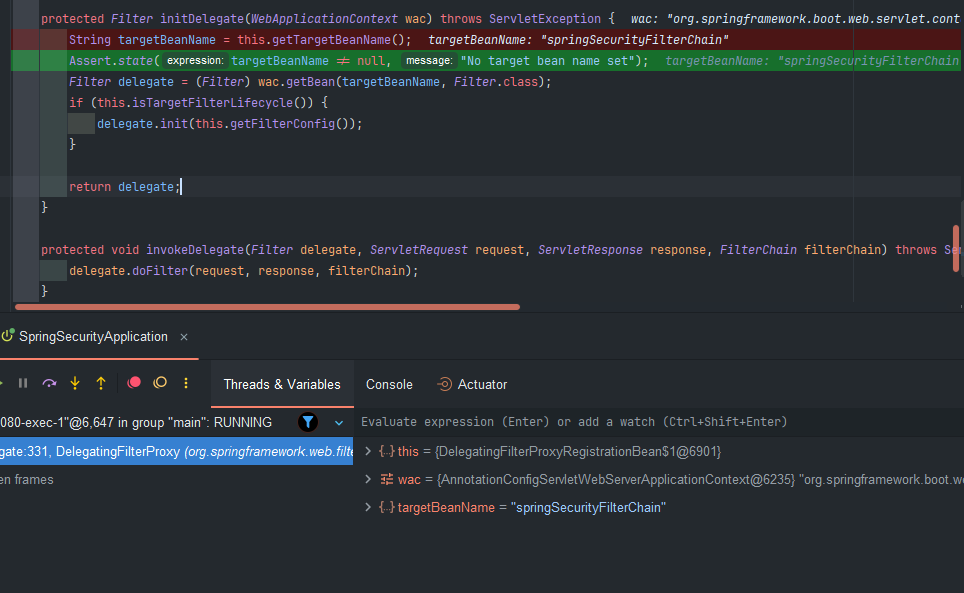 protected Filter initDelegate(WebApplicationContext wac) throws ServletException {   wac: "org.springframework.boot.web.servlet.cont
String targetBeanName = this.getTargetBeanName();   targetBeanName: "springSecurityFilterChain"
Assert.state( expression: targetBeanName ≠ null,  message: "No target bean name set");   targetBeanName: "springSecurityFilterChain
Filter delegate = (Filter) wac.getBean(targetBeanName, Filter.class);
if (this.isTargetFilterLifecycle()) {
delegate.init(this.getFilterConfig());
}
return delegate;
}
protected void invokeDelegate(Filter delegate, ServletRequest request, ServletResponse response, FilterChain filterChain) throws Se
delegate.doFilter(request, response, filterChain);
}
SpringSecurityApplication ×
Threads & Variables Console Actuator
080-exec-1"@6,647 in group "main": RUNNING
Evaluate expression (Enter) or add a watch (Ctrl+Shift+Enter)
gate:331, DelegatingFilterProxy (org.springframework.web.filte
{...} this = {DelegatingFilterProxyRegistrationBean$1@6901}
en frames
wac = {AnnotationConfigServletWebServerApplicationContext@6235} "org.springframework.boot.we
{...} targetBeanName = "springSecurityFilterChain"